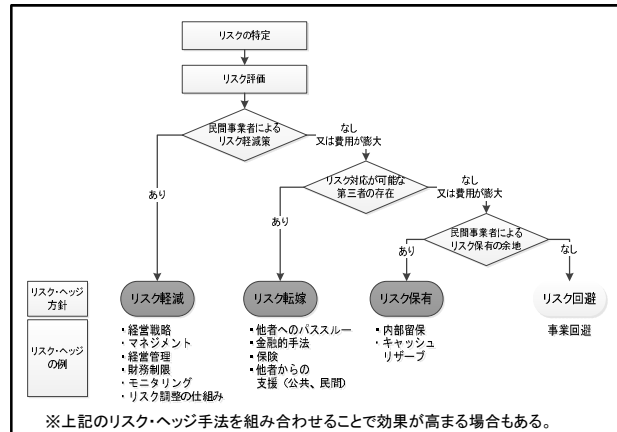 リスクの特定
リスク評価
民間事業者による
リスク軽減策
なし
又は費用が膨大
あり
リスク対応が可能な
第三者の存在
なし
又は費用が膨大
あり
民間事業者による
リスク保有の余地
あり
なし
リスク・ヘッジ
方針
リスク軽減
リスク転嫁
リスク保有
リスク回避
リスク・ヘッジ
の例
・経営戦略
・マネジメント
・経営管理
・財務制限
・モニタリング
・リスク調整の仕組み
・他者へのパススルー
・金融的手法
・保険
・他者からの
支援（公共、民間）
・内部留保
・キャッシュ
リザーブ
事業回避
※上記のリスク・ヘッジ手法を組み合わせることで効果が高まる場合もある。